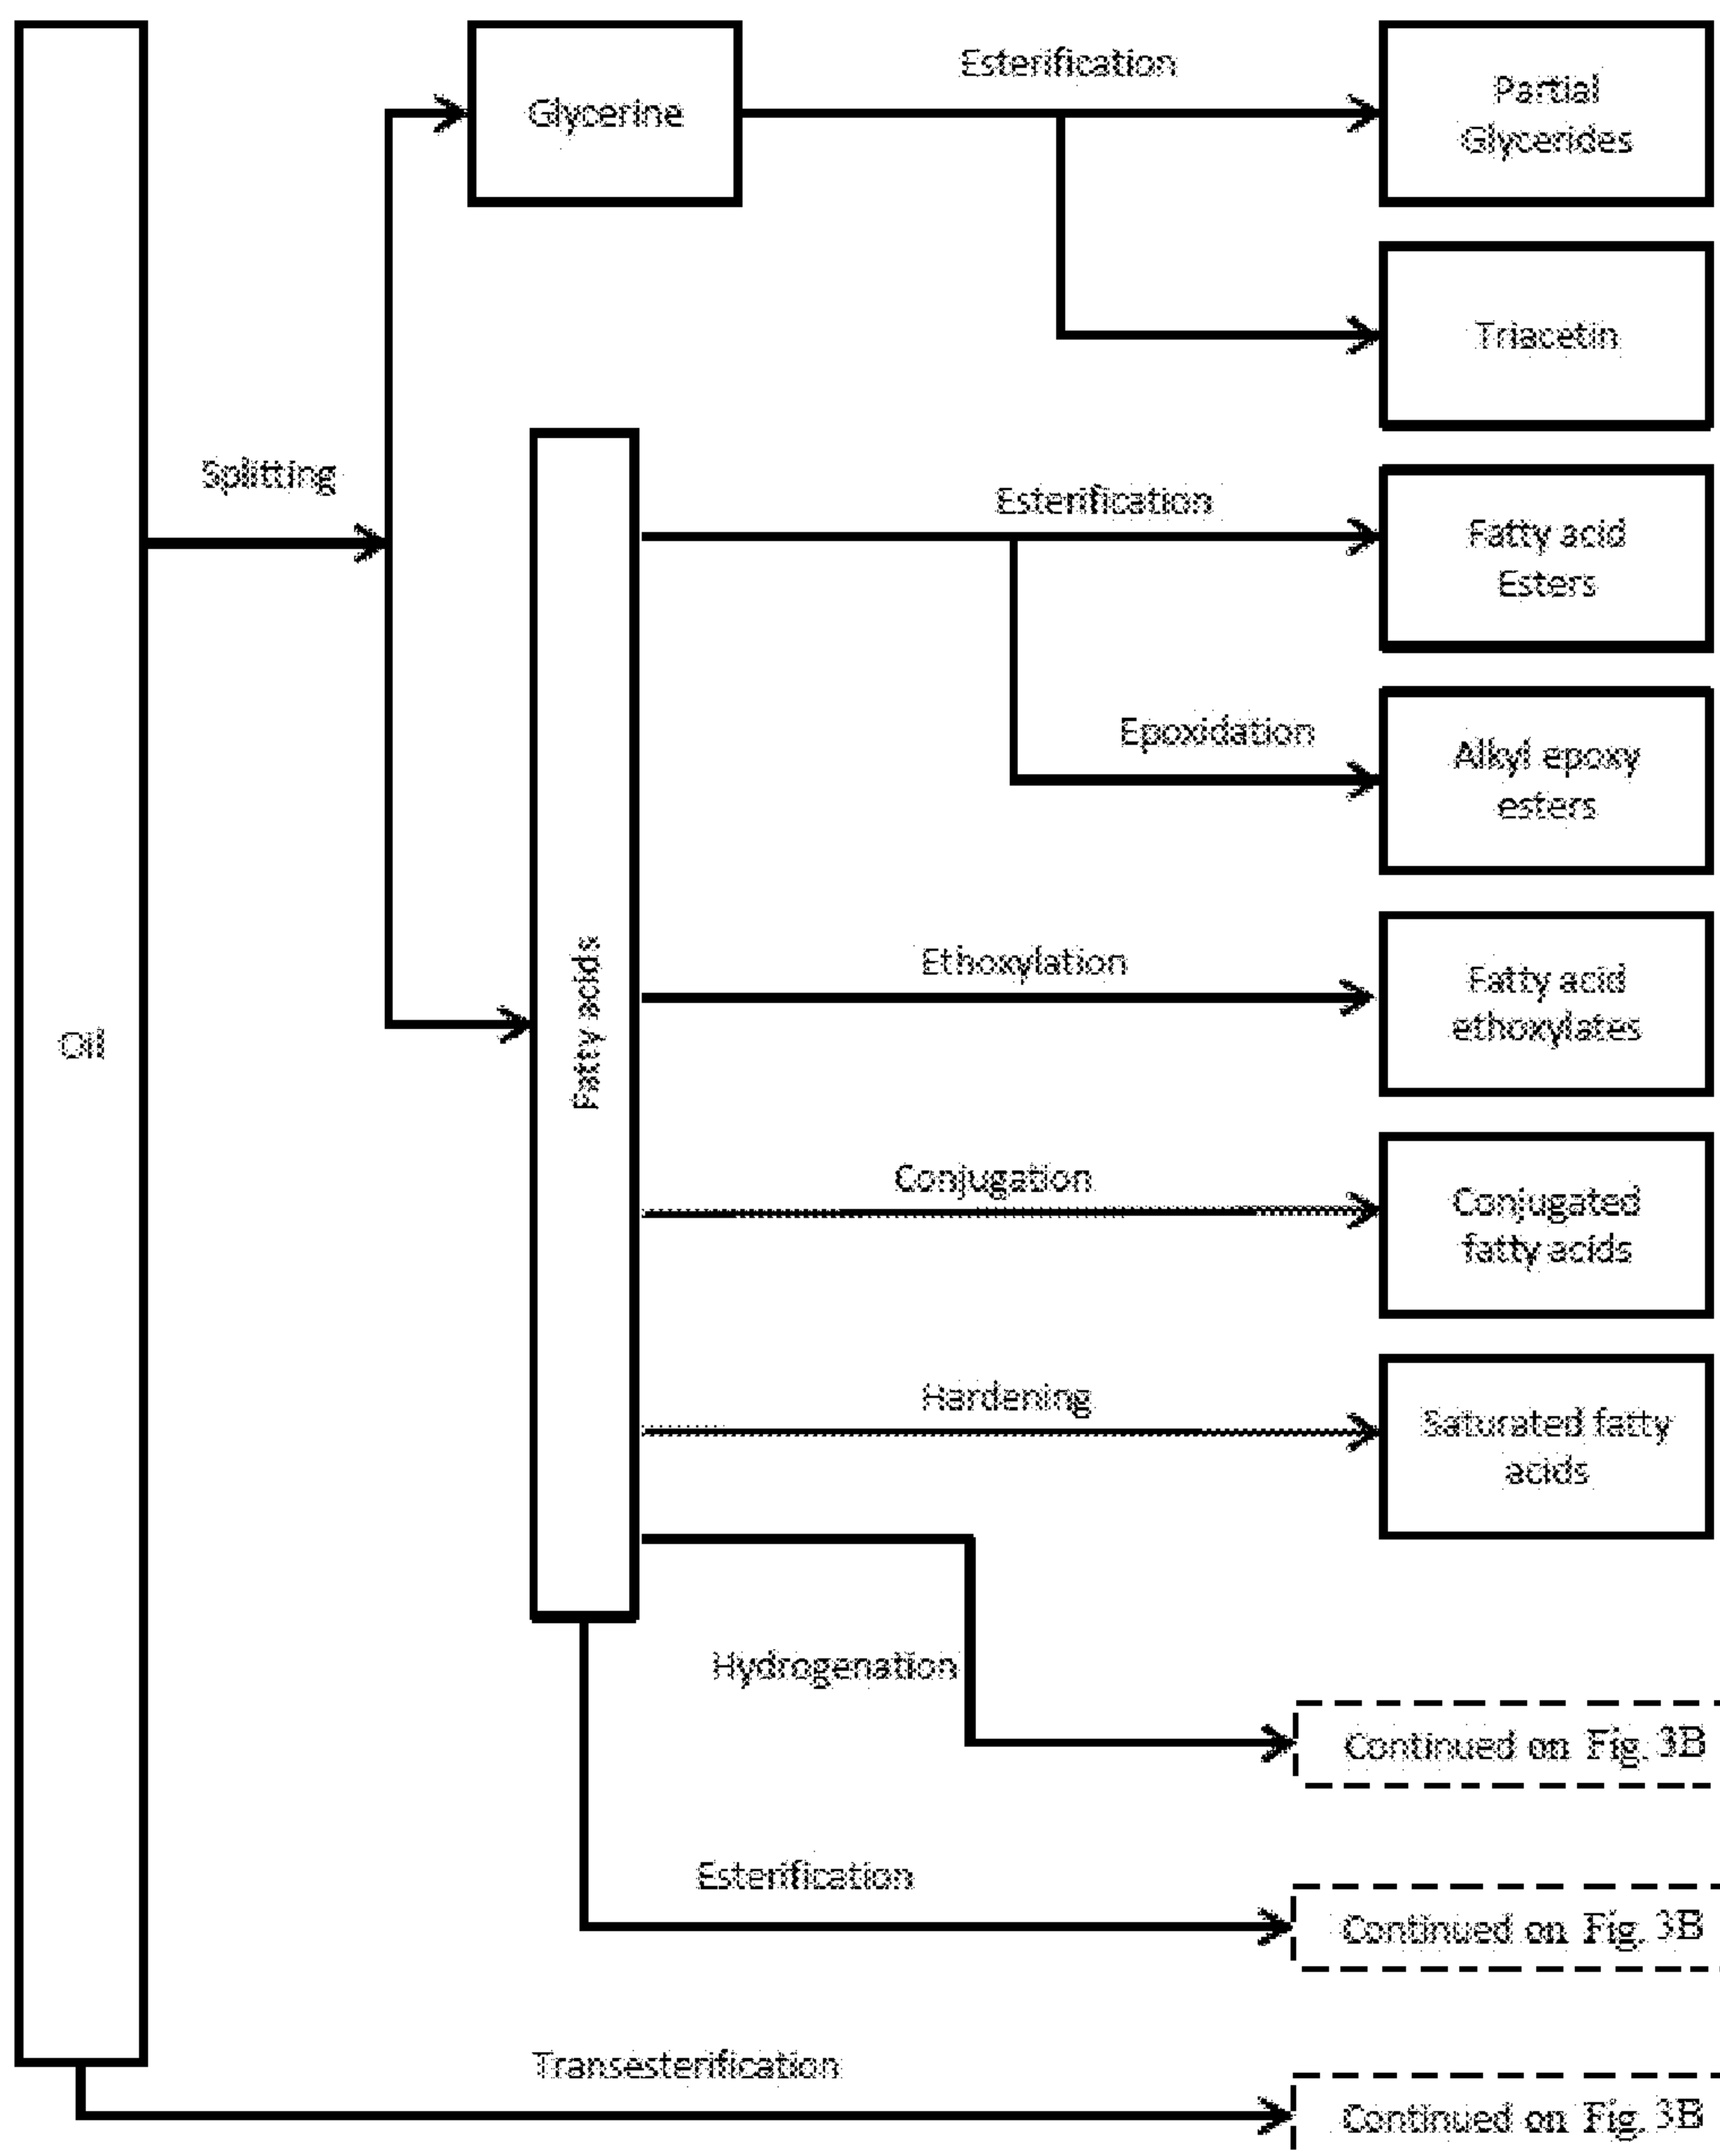 Esterification
Glycerine
Partial
Glycerides
Triacetin
Splitting
Esterification
Fatty acid
Esters
Epoxidation
Alkyl epoxy
esters
Oil
Fatty acids
Ethoxylation
Fatty acid
ethoxylates
Conjugation
Conjugated
fatty acids
Hardening
Saturated fatty
acids
Hydrogenation
Continued on Fig. 3B
Esterification
Continued on Fig. 3B
Transesterification
Continued on Fig. 3B